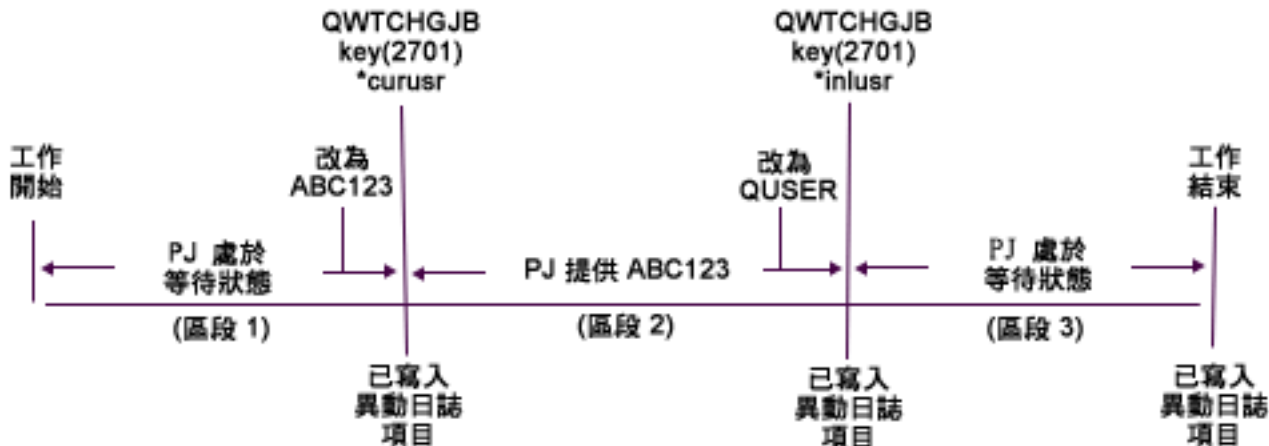 QWTCHGJB
key(2701)
*curusr
QWTCHGJB
key(2701)
*inlusr
工作
開始
改為
ABC123
改為
QUSER
工作
結束
PJ 處於
等待狀態
PJ 提供 ABC123
PJ 處於
等待狀態
(區段 1)
(區段 2)
(區段 3)
已寫入
異動日誌
項目
已寫入
異動日誌
項目
已寫入
異動日誌
項目